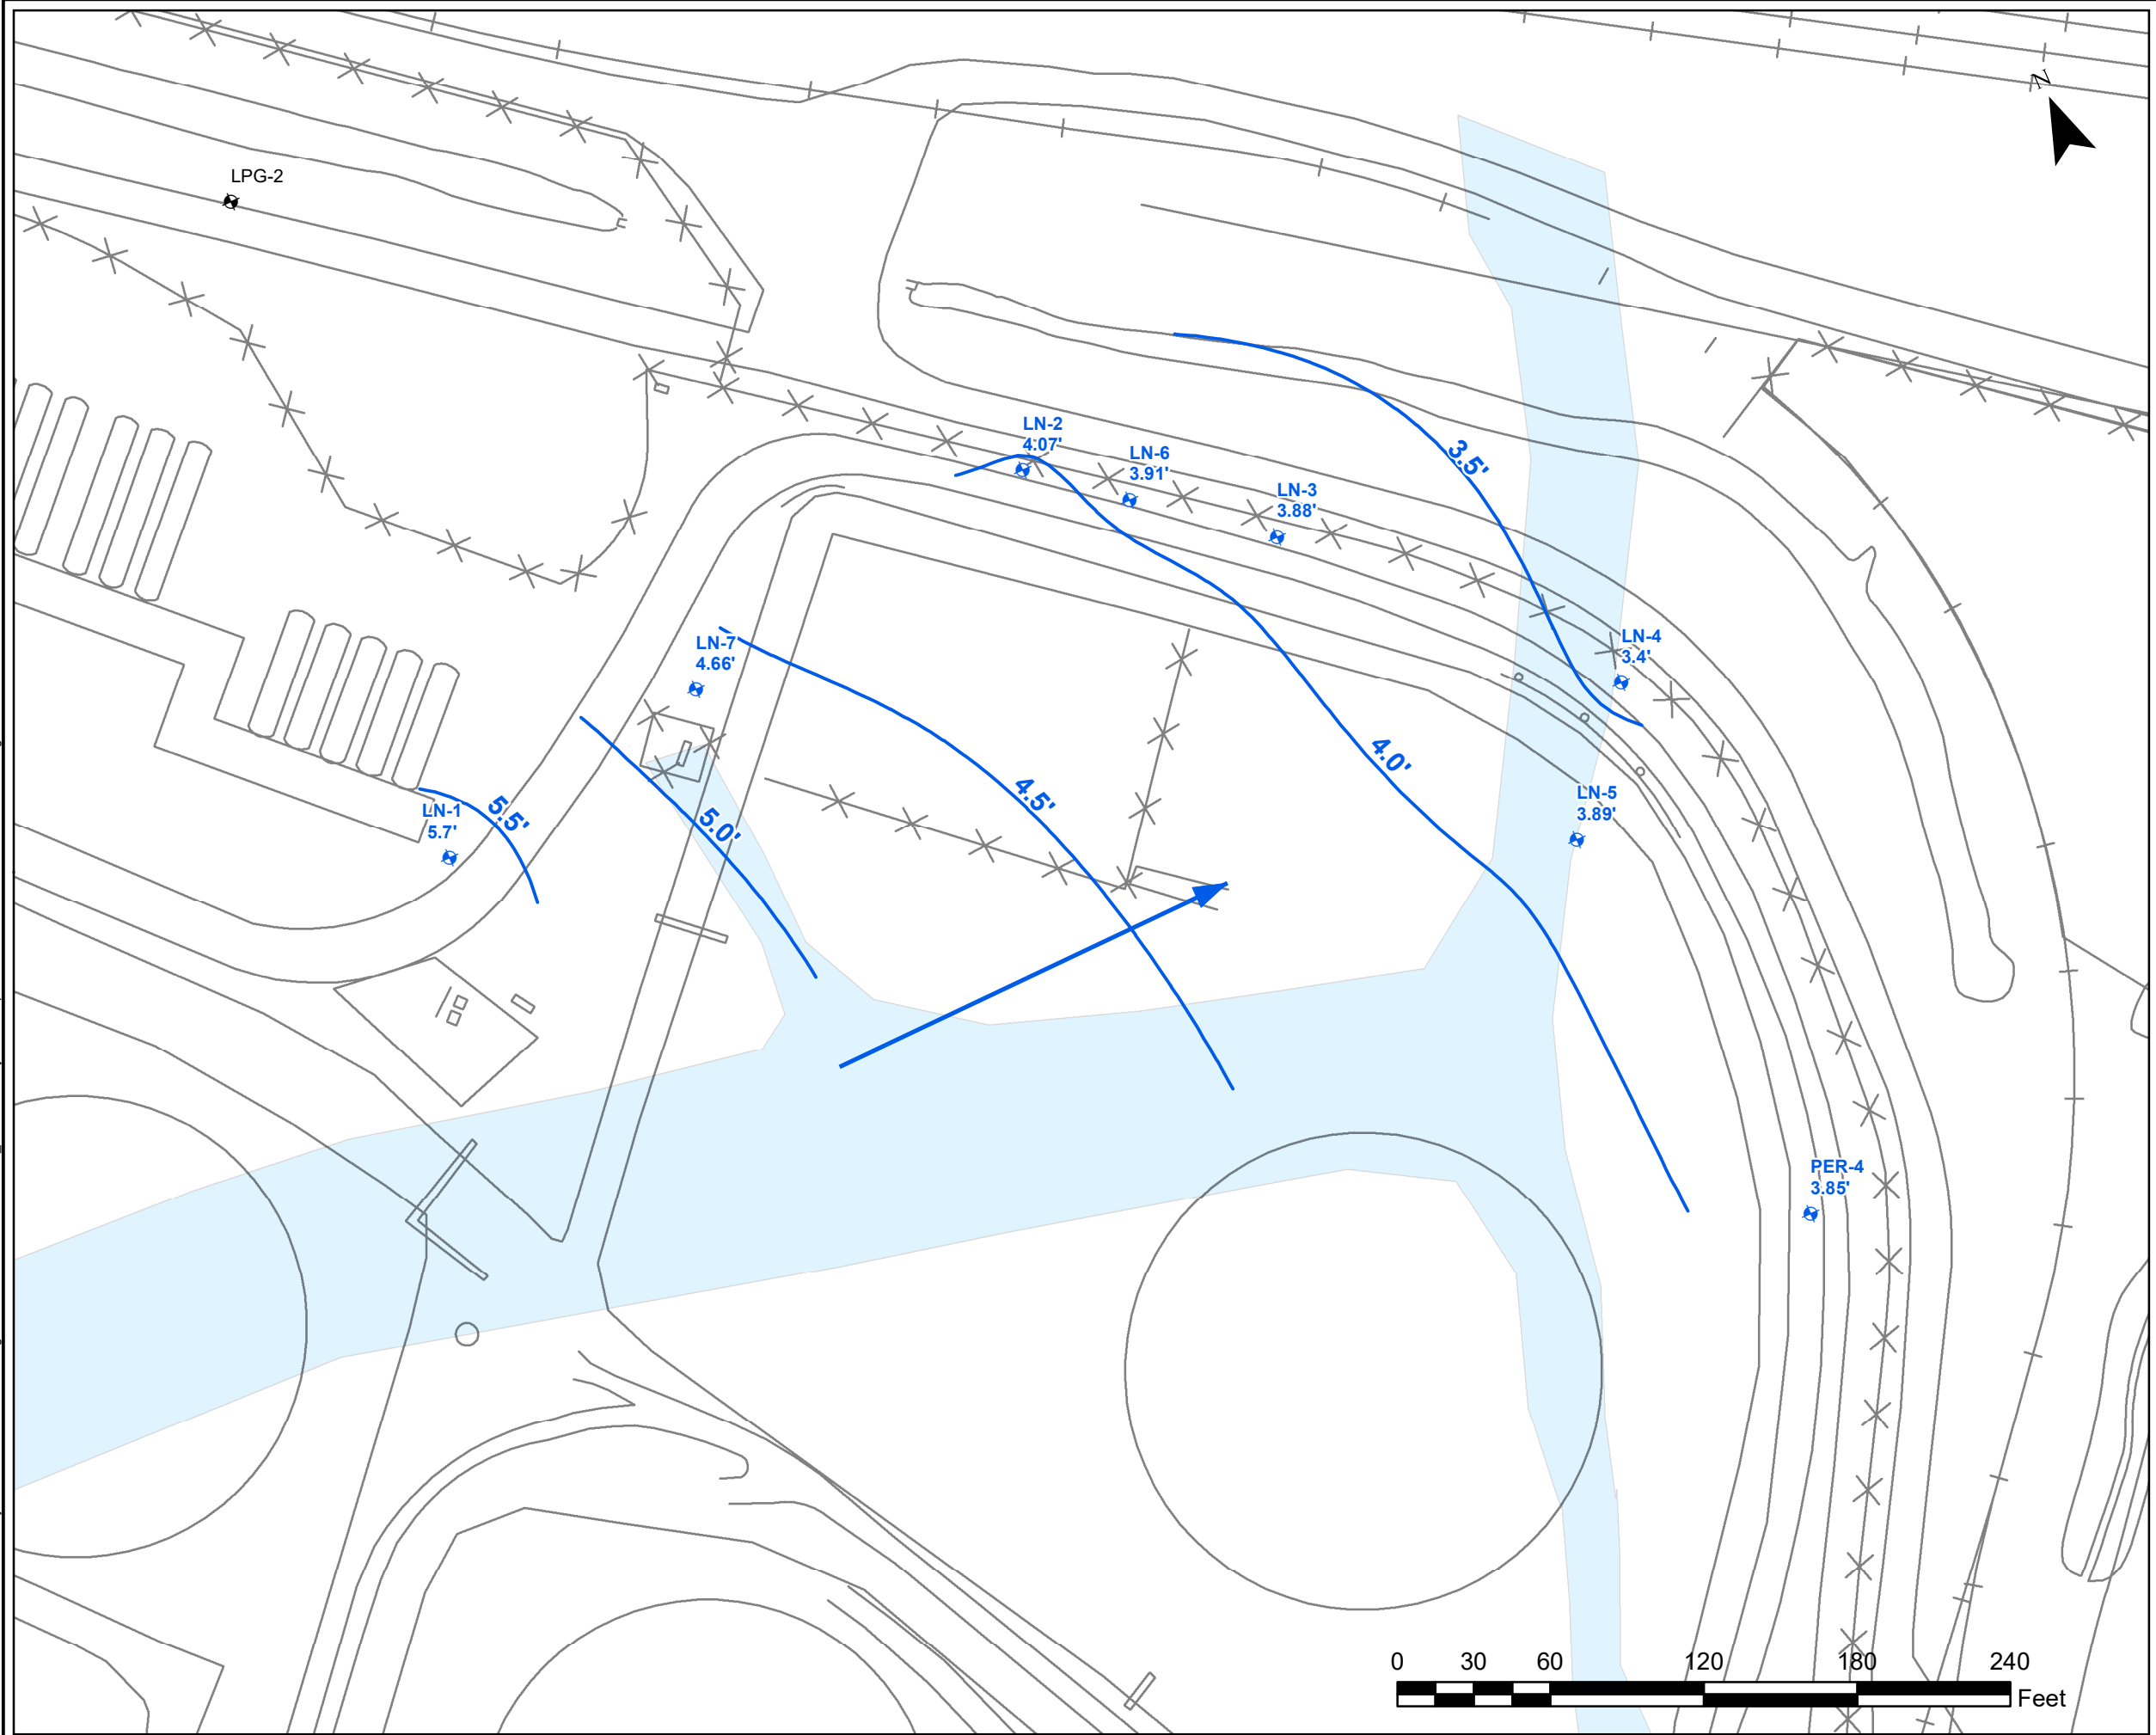 N
LPG-2
LN-2
4.07'
LN-6
3.91'
LN-3
3.88'
3.5'
LN-4
3.4'
LN-7
4.66'
4.0'
4.5'
LN-5
3.89'
5.0'
5.5'
LN-1
5.7'
PER-4
3.85'
0 30 60 120 180 240
Feet